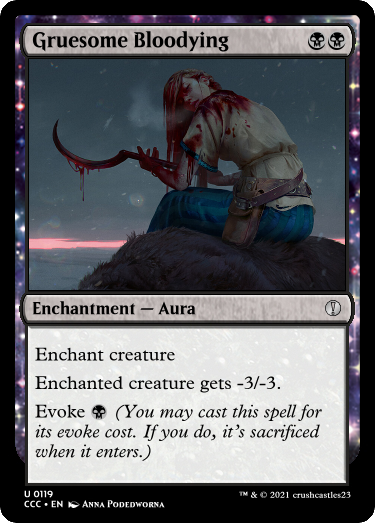 Gruesome Bloodying
Enchantment — Aura
Enchant creature
Enchanted creature gets -3/-3.
Evoke (You may cast this spell for
its evoke cost. If you do, it's sacrificed
when it enters.)
U 0119
CCC • EN Anna Podedworna
™ & © 2021 crushcastles23